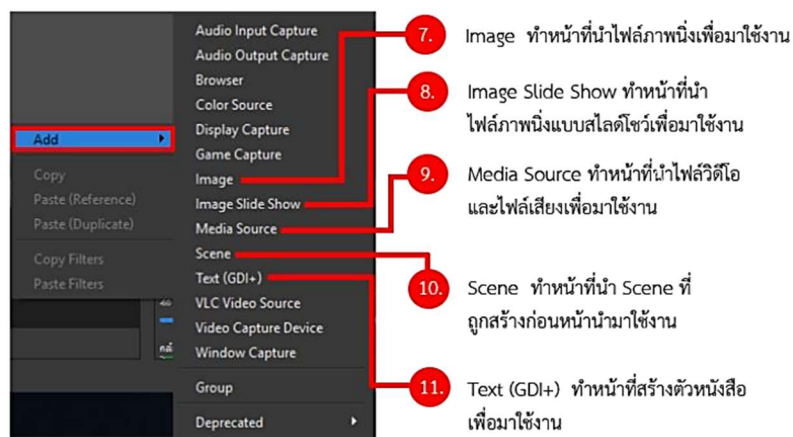 Audio Input Capture
Audio Output Capture
Browser
Color Source
Add
Display Capture
Game Capture
Copy
Image
Paste (Reference)
Image Slide Show
Paste (Duplicate)
Media Source
Copy Filters
Scene
Paste Filters
Text (GDI+)
VLC Video Source
Video Capture Device
Window Capture
Group
Deprecated
7. Image ทำหน้าที่นำไฟล์ภาพนิ่งเพื่อมาใช้งาน
8. Image Slide Show ทำหน้าที่นำ
ไฟล์ภาพนิ่งแบบสไลด์โชว์เพื่อมาใช้งาน
9. Media Source ทำหน้าที่นำไฟล์วิดีโอ
และไฟล์เสียงเพื่อมาใช้งาน
10. Scene ทำหน้าที่นำ Scene ที่
ถูกสร้างก่อนหน้านำมาใช้งาน
11. Text (GDI+) ทำหน้าที่สร้างตัวหนังสือ
เพื่อมาใช้งาน